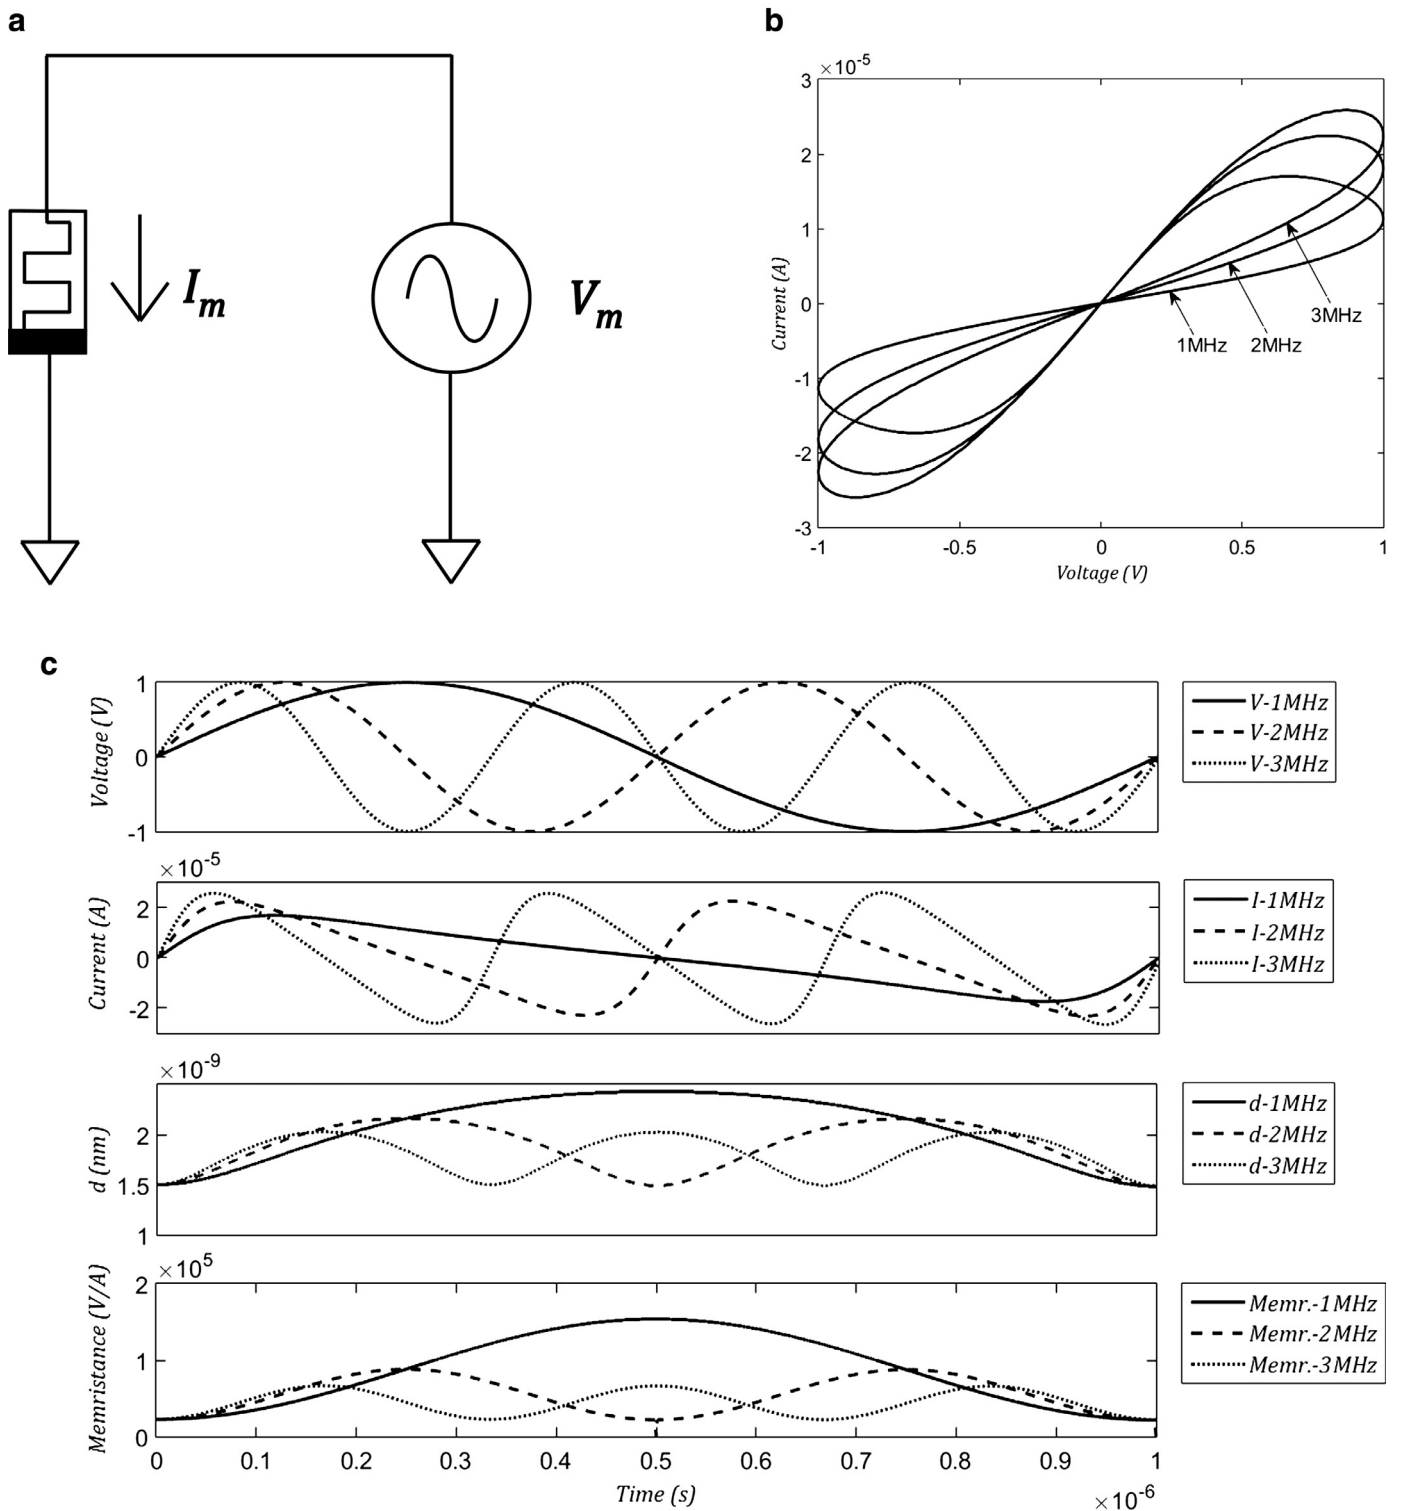 a
I_m
V_m
b
×10^-5
3
2
1
0
-1
-2
-3
Current (A)
1MHz
2MHz
3MHz
-1
-0.5
0
0.5
1
Voltage (V)
c
Voltage (V)
1
0
-1
V-1MHz
V-2MHz
V-3MHz
×10^-5
Current (A)
2
0
-2
I-1MHz
I-2MHz
I-3MHz
×10^-9
d (nm)
2
1.5
1
d-1MHz
d-2MHz
d-3MHz
×10^5
Memristance (V/A)
2
1
0
Memr.-1MHz
Memr.-2MHz
Memr.-3MHz
0
0.1
0.2
0.3
0.4
0.5
0.6
0.7
0.8
0.9
1
Time (s)
×10^-6